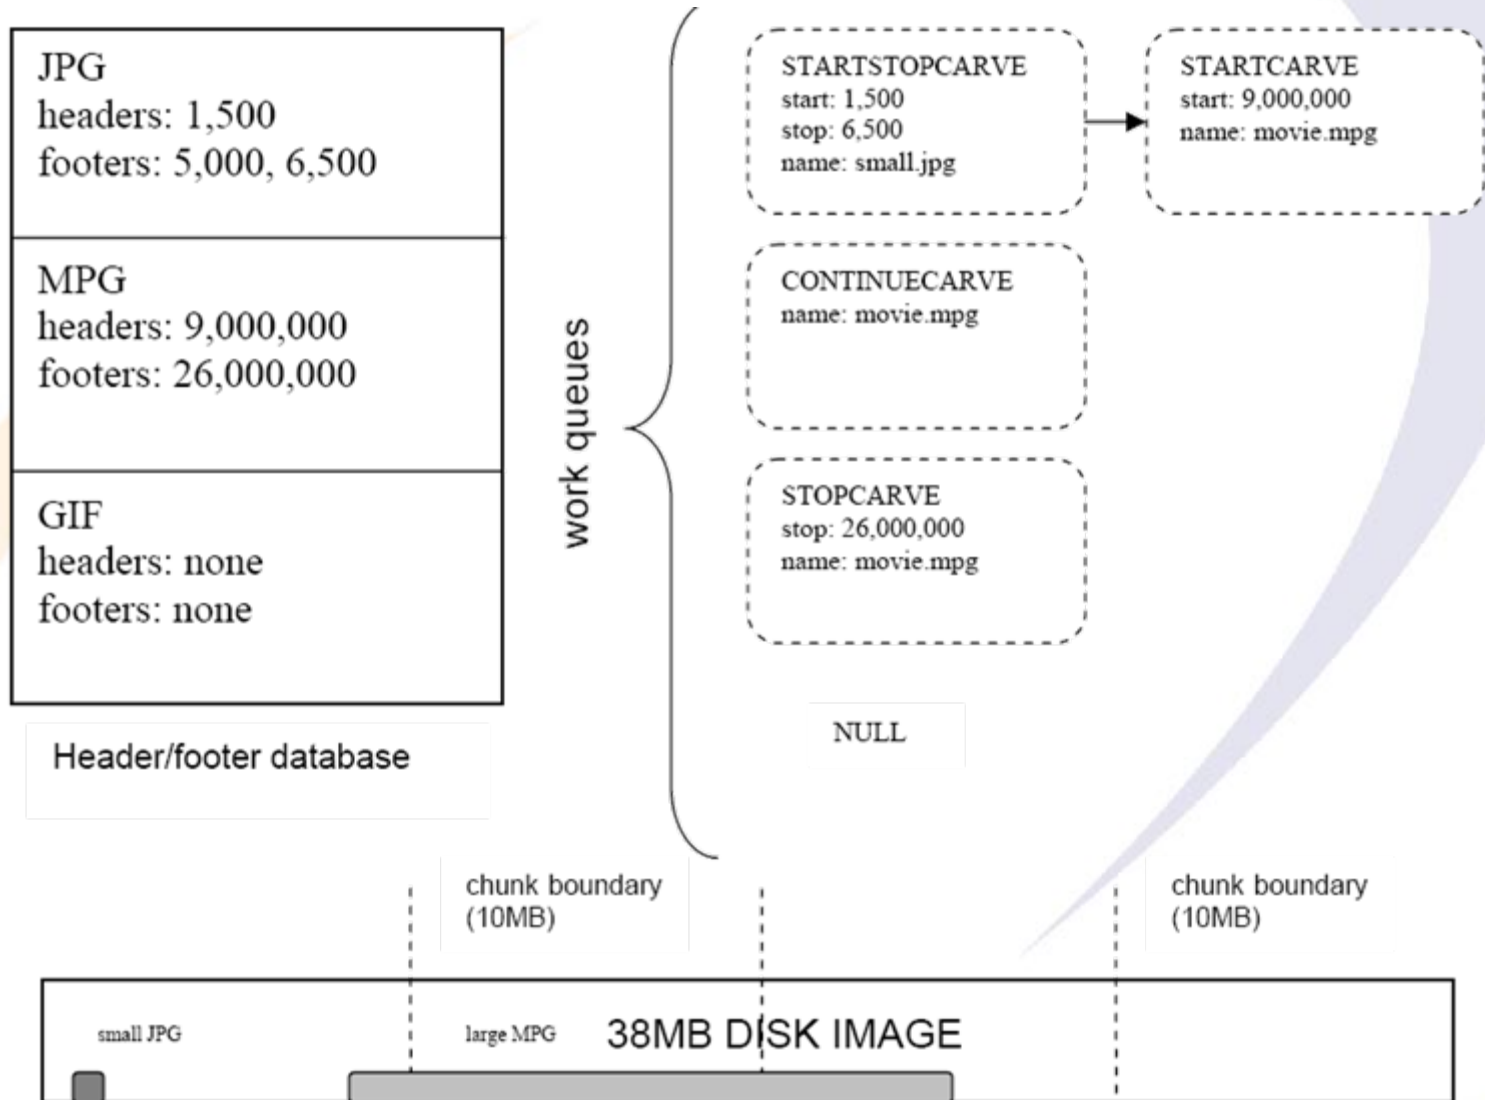 JPG
headers: 1,500
footers: 5,000, 6,500
MPG
headers: 9,000,000
footers: 26,000,000
GIF
headers: none
footers: none
Header/footer database
work queues
STARTSTOPCARVE
start: 1,500
stop: 6,500
name: small.jpg
STARTCARVE
start: 9,000,000
name: movie.mpg
CONTINUECARVE
name: movie.mpg
STOPCARVE
stop: 26,000,000
name: movie.mpg
NULL
chunk boundary
(10MB)
chunk boundary
(10MB)
small JPG
large MPG
38MB DISK IMAGE